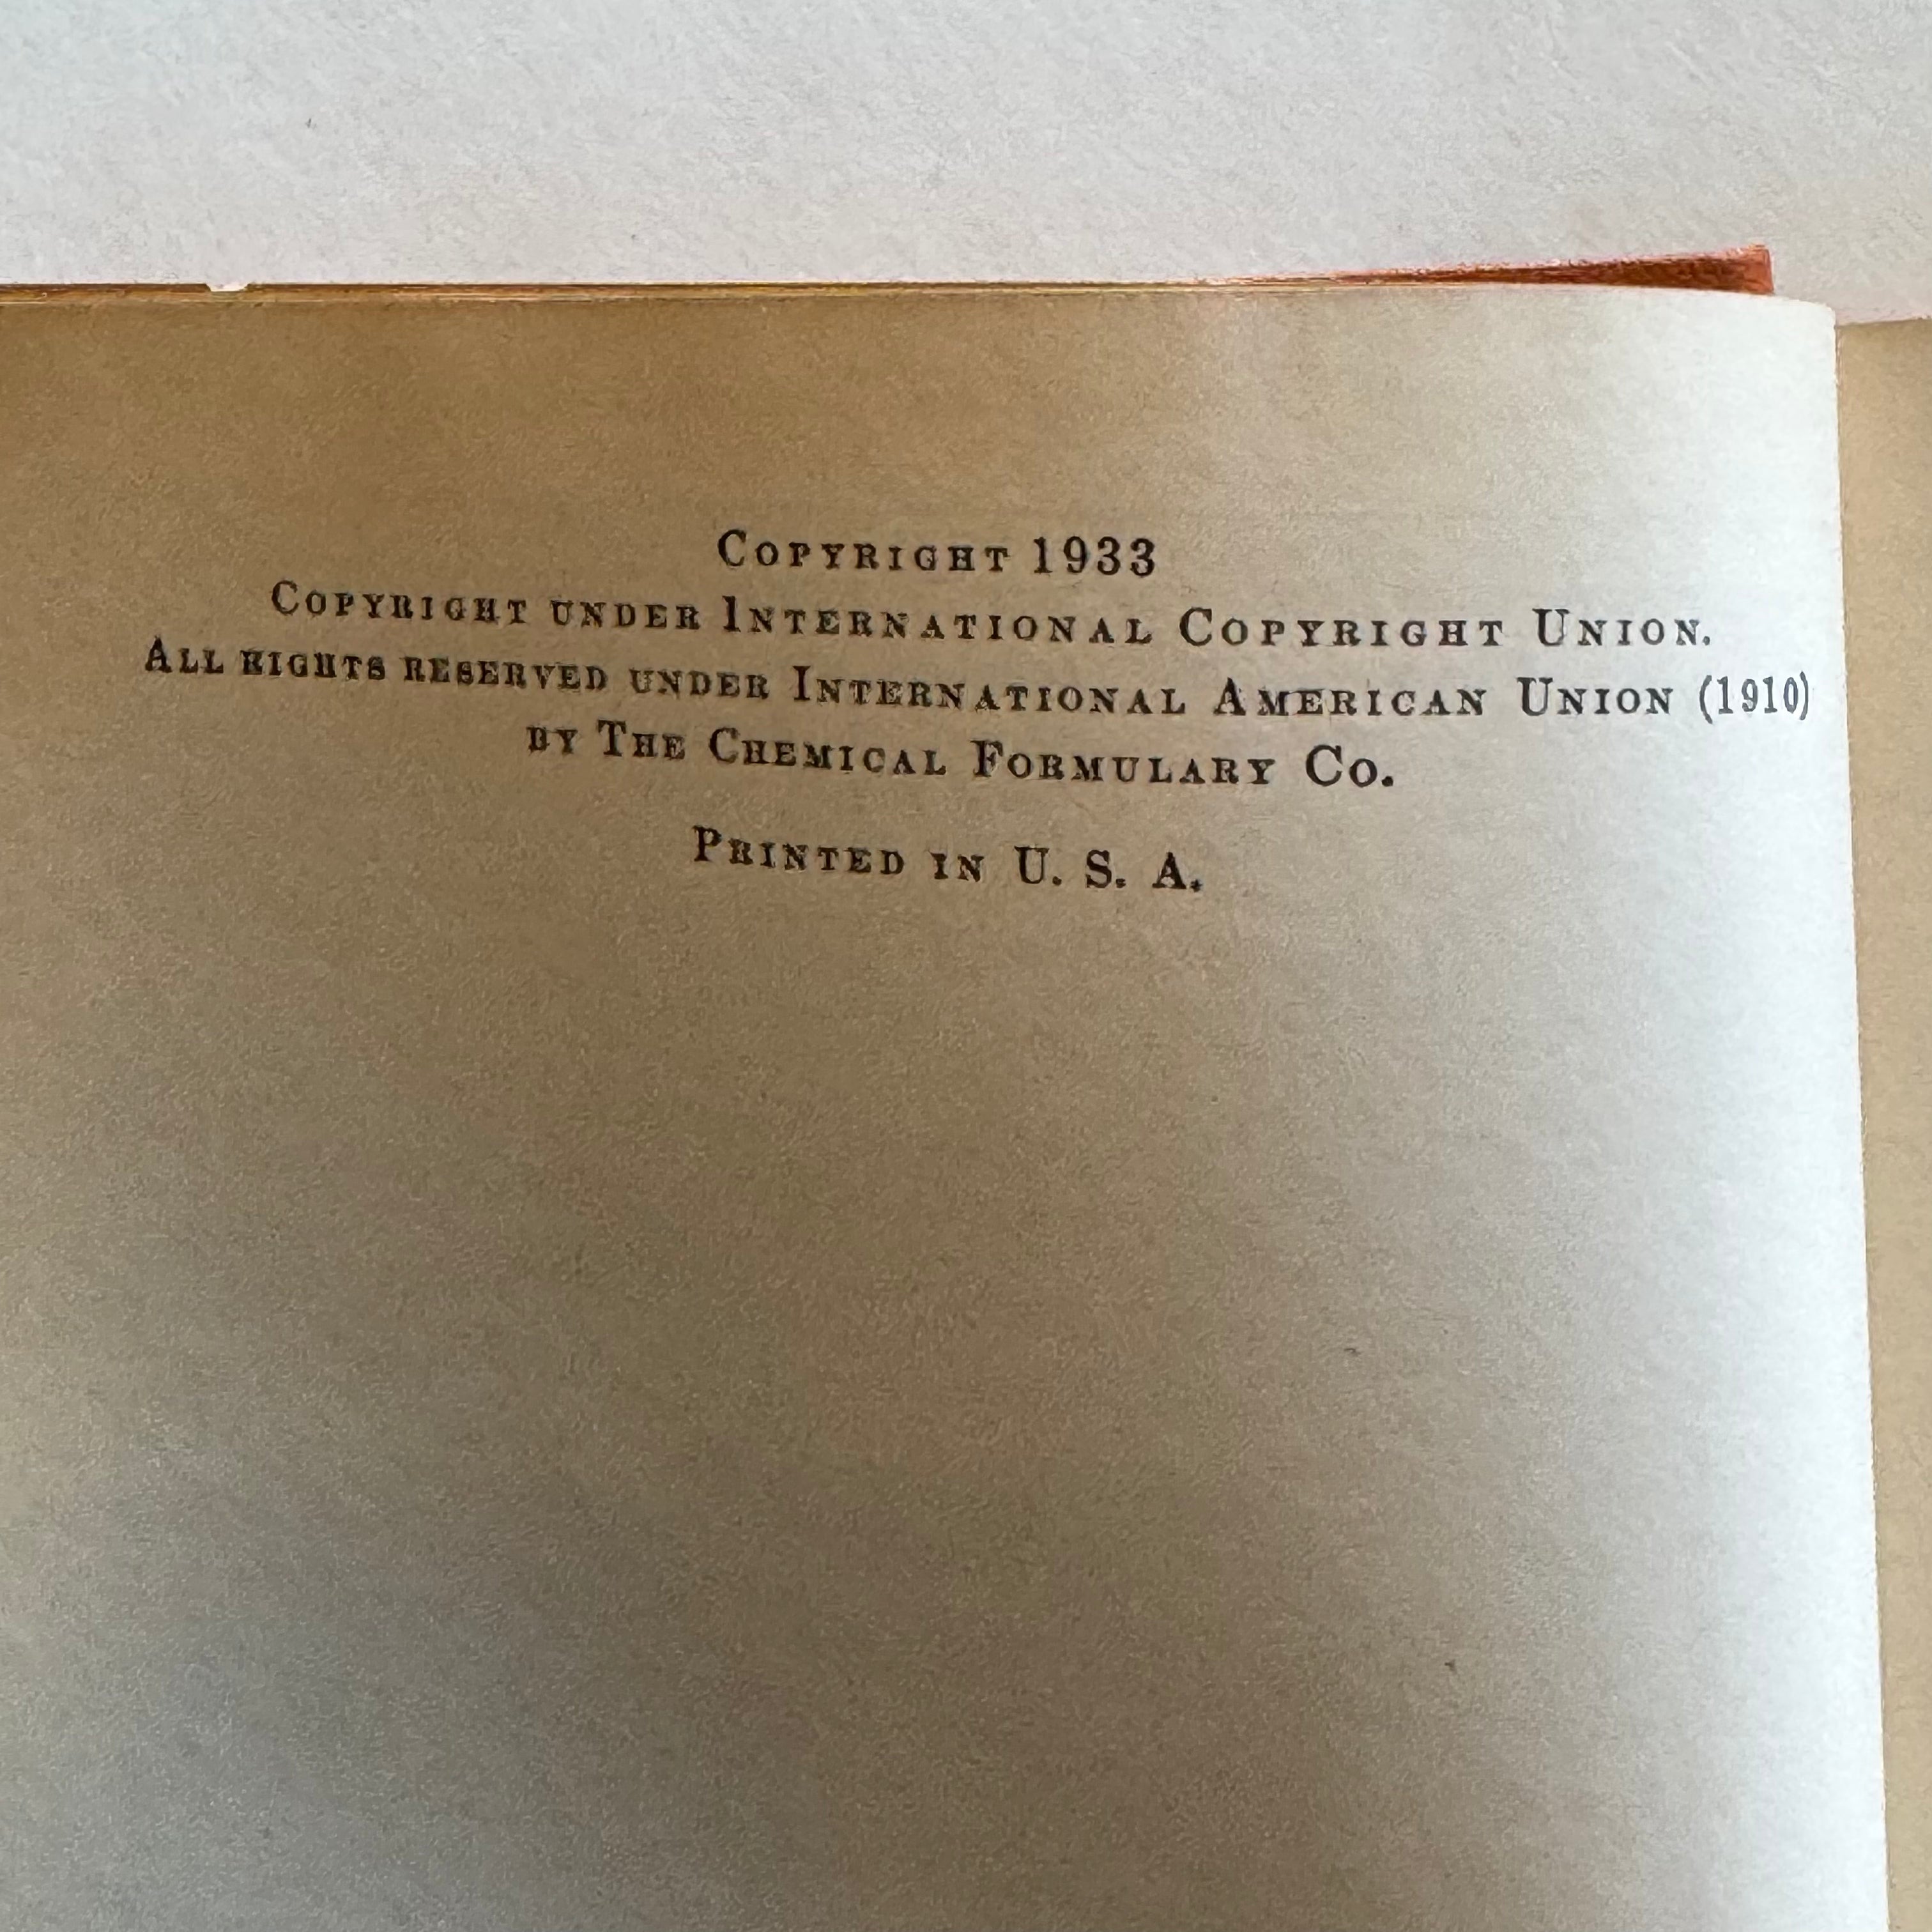 COPYRIGHT 1933
COPYRIGHT UNDER INTERNATIONAL COPYRIGHT UNION.
ALL RIGHTS RESERVED UNDER INTERNATIONAL AMERICAN UNION (1910)
BY THE CHEMICAL FORMULARY CO.
PRINTED IN U. S. A.